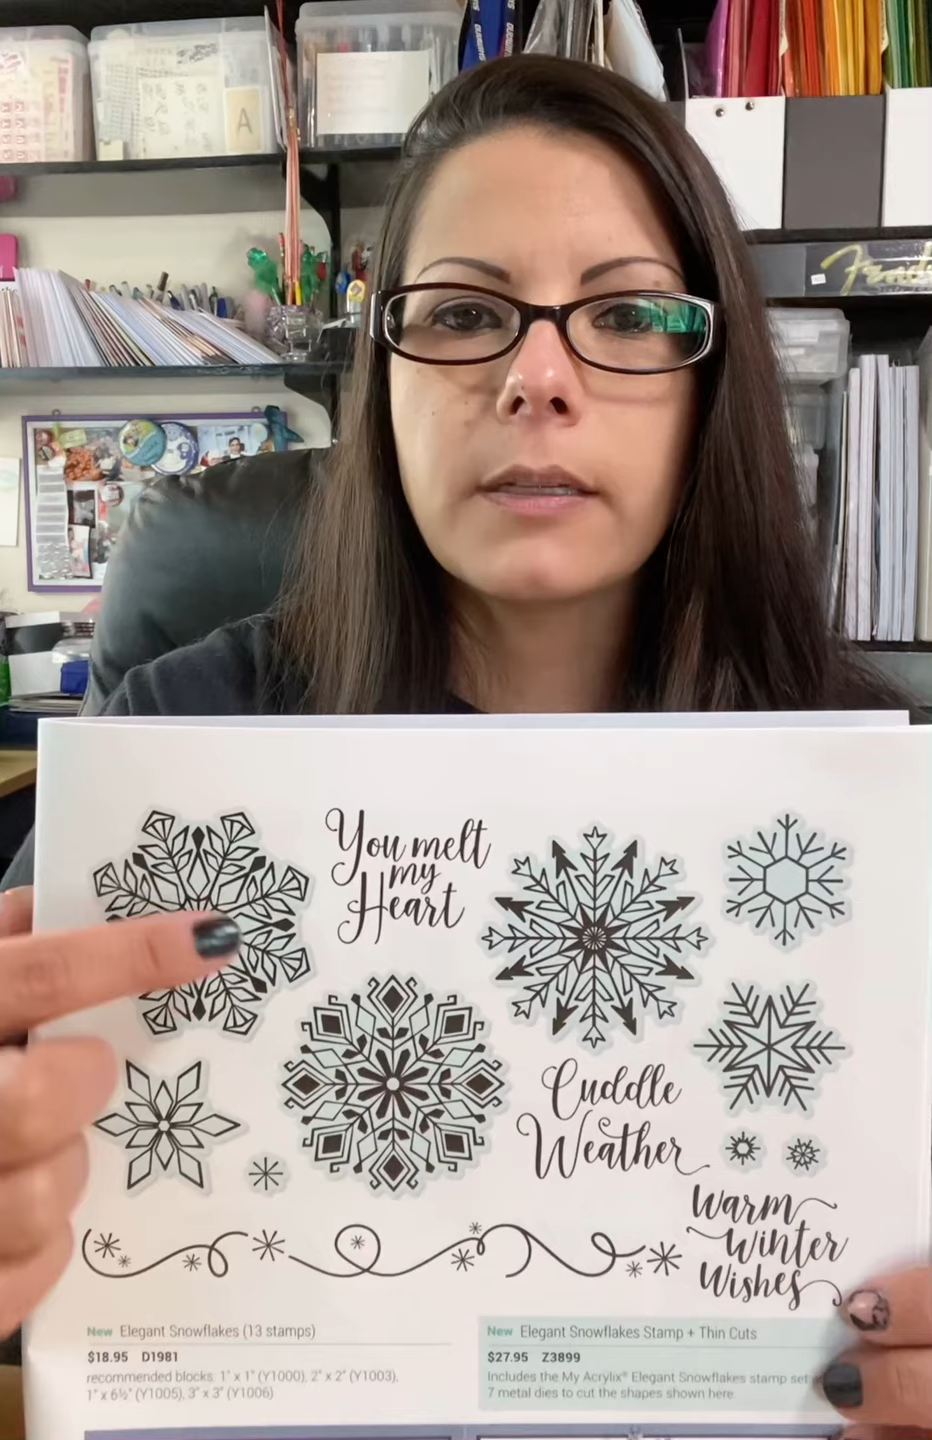 A
Fender
You melt
my
Heart
Cuddle
Weather
Warm
Winter
Wishes
New Elegant Snowflakes (13 stamps)
$18.95 D1981
recommended blocks: 1" x 1" (Y1000), 2" x 2" (Y1003),
1" x 6½" (Y1005), 3" x 3" (Y1006)
New Elegant Snowflakes Stamp + Thin Cuts
$27.95 Z3899
Includes the My Acrylix® Elegant Snowflakes stamp set
7 metal dies to cut the shapes shown here.